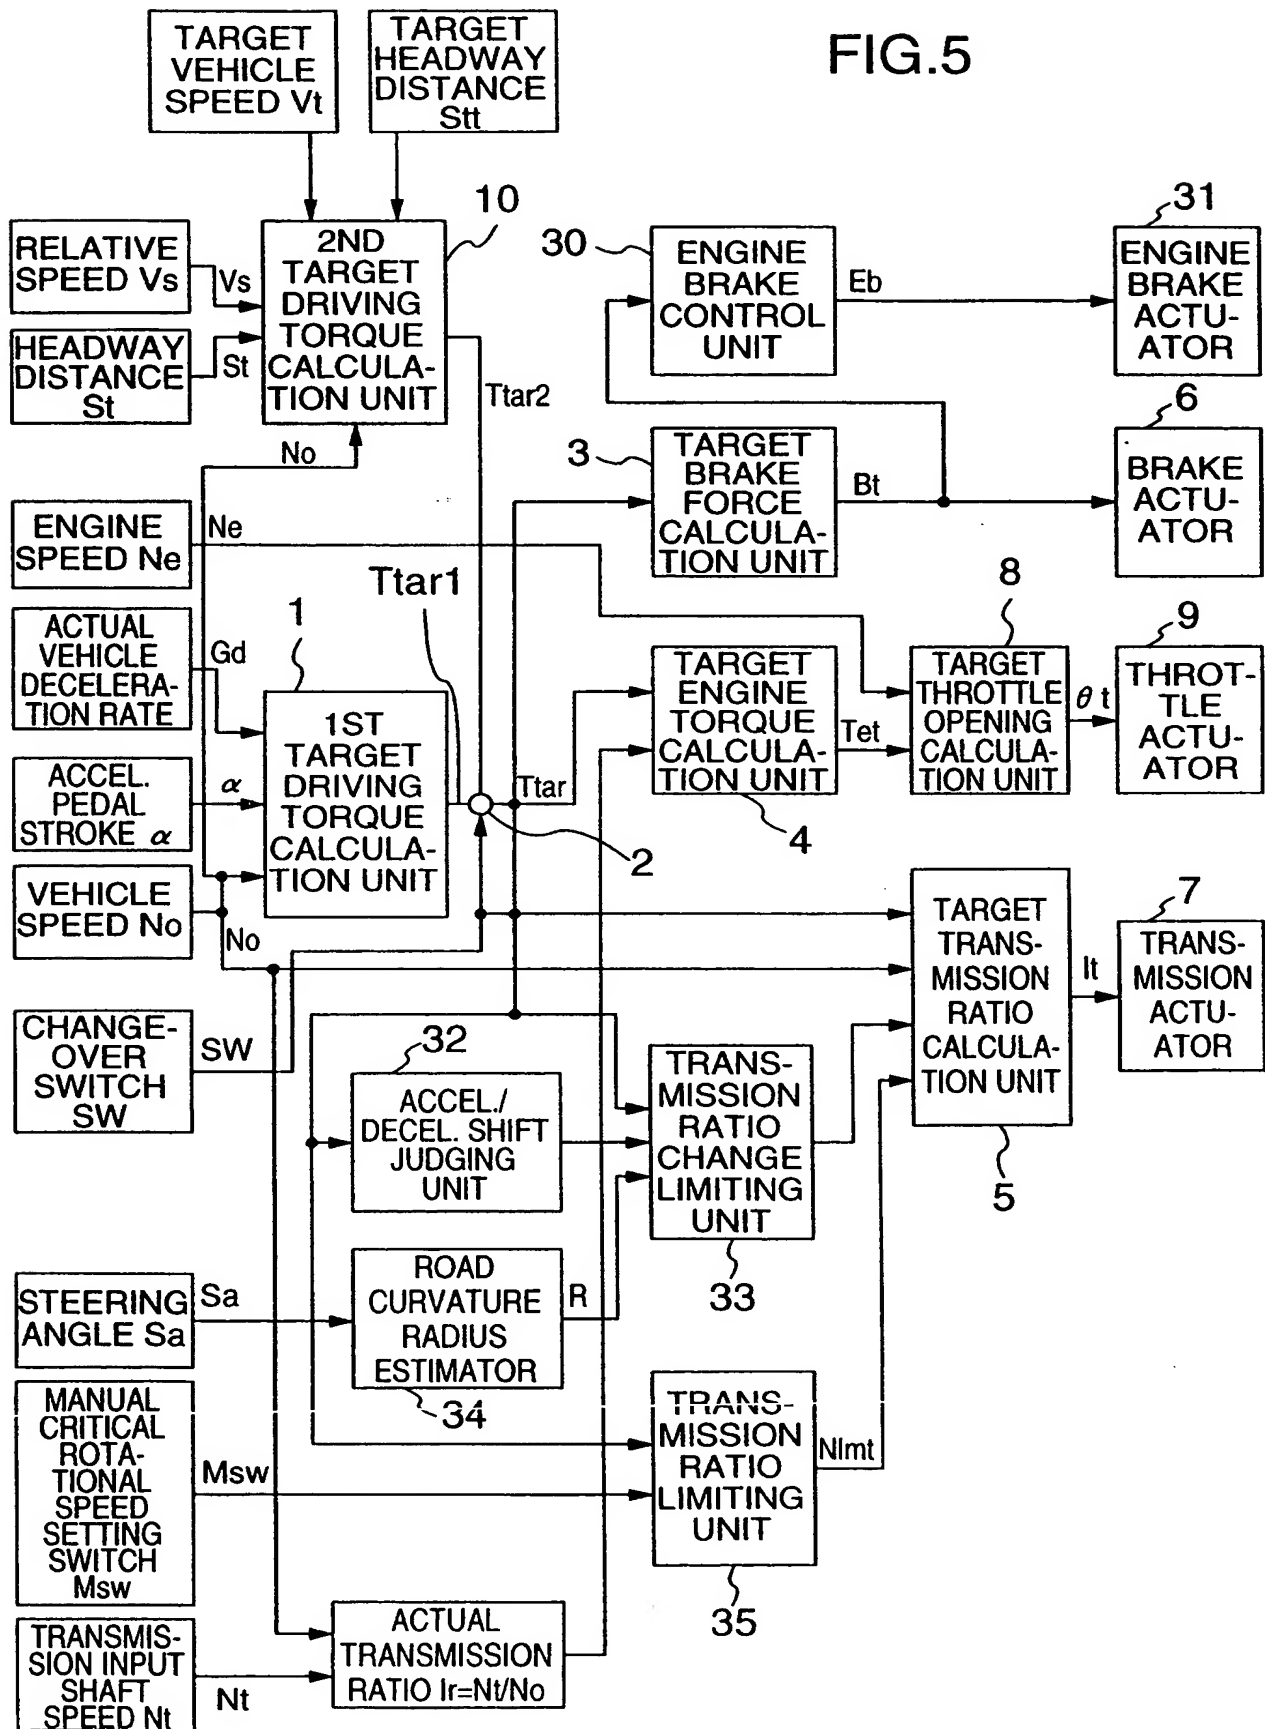 FIG.5
TARGET
VEHICLE
SPEED Vt
TARGET
HEADWAY
DISTANCE
Stt
RELATIVE
SPEED Vs
Vs
HEADWAY
DISTANCE
St
St
2ND
TARGET
DRIVING
TORQUE
CALCULA-
TION UNIT
10
Ttar2
No
30
ENGINE
BRAKE
CONTROL
UNIT
Eb
31
ENGINE
BRAKE
ACTU-
ATOR
3
TARGET
BRAKE
FORCE
CALCULA-
TION UNIT
Bt
6
BRAKE
ACTU-
ATOR
ENGINE
SPEED Ne
Ne
Ttar1
ACTUAL
VEHICLE
DECELERA-
TION RATE
Gd
1
1ST
TARGET
DRIVING
TORQUE
CALCULA-
TION UNIT
ACCEL.
PEDAL
STROKE α
α
VEHICLE
SPEED No
No
Ttar
2
TARGET
ENGINE
TORQUE
CALCULA-
TION UNIT
4
Tet
8
TARGET
THROTTLE
OPENING
CALCULA-
TION UNIT
θ t
9
THROT-
TLE
ACTU-
ATOR
TARGET
TRANS-
MISSION
RATIO
CALCULA-
TION UNIT
5
It
7
TRANS-
MISSION
ACTU-
ATOR
CHANGE-
OVER
SWITCH
SW
SW
32
ACCEL./
DECEL. SHIFT
JUDGING
UNIT
TRANS-
MISSION
RATIO
CHANGE
LIMITING
UNIT
33
STEERING
ANGLE Sa
Sa
ROAD
CURVATURE
RADIUS
ESTIMATOR
34
R
MANUAL
CRITICAL
ROTA-
TIONAL
SPEED
SETTING
SWITCH
Msw
Msw
TRANS-
MISSION
RATIO
LIMITING
UNIT
35
Nlmt
TRANSMIS-
SION INPUT
SHAFT
SPEED Nt
Nt
ACTUAL
TRANSMISSION
RATIO Ir=Nt/No